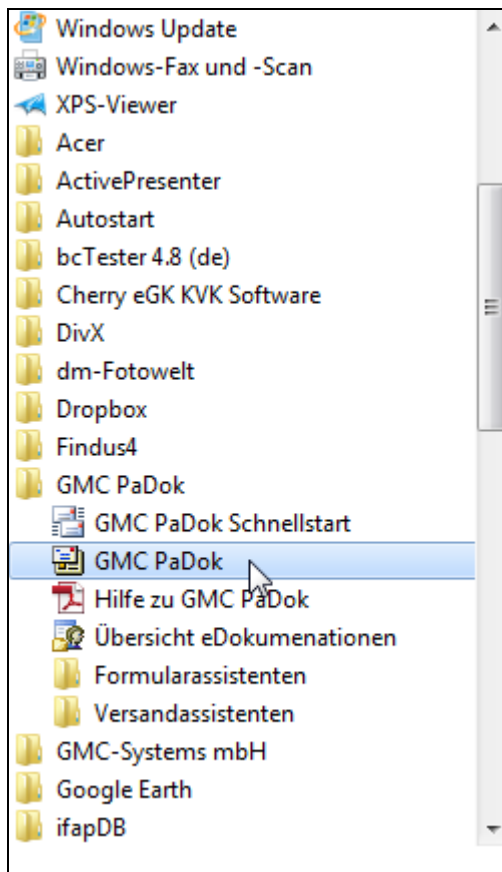 Windows Update
Windows-Fax und -Scan
XPS-Viewer
Acer
ActivePresenter
Autostart
bcTester 4.8 (de)
Cherry eGK KVK Software
DivX
dm-Fotowelt
Dropbox
Findus4
GMC PaDok
GMC PaDok Schnellstart
GMC PaDok
Hilfe zu GMC PaDok
Übersicht eDokumenationen
Formularassistenten
Versandassistenten
GMC-Systems mbH
Google Earth
ifapDB